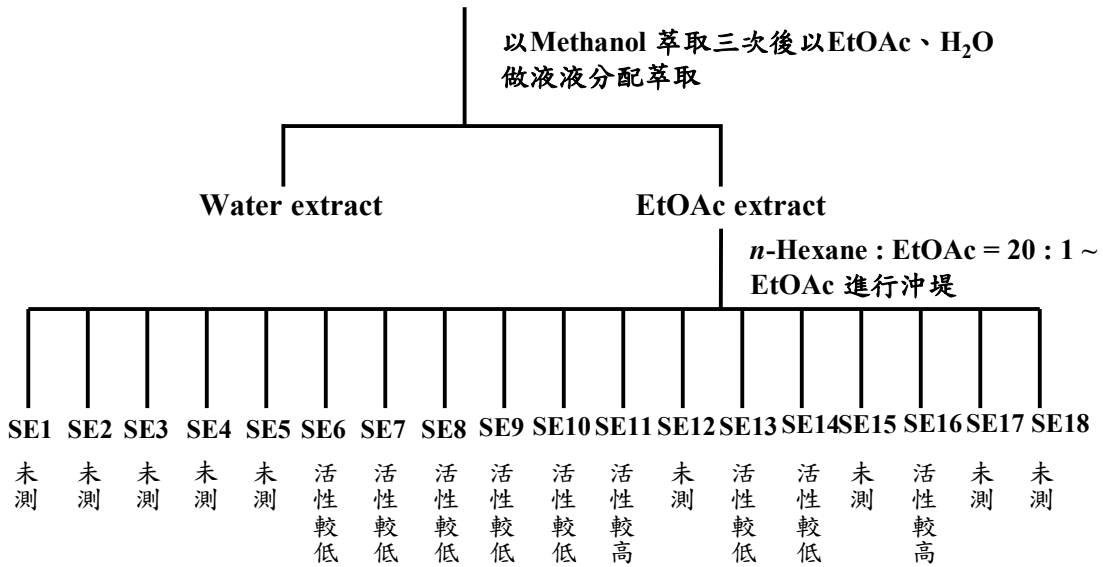 以Methanol 萃取三次後以EtOAc、H₂O
做液液分配萃取
Water extract
EtOAc extract
n-Hexane : EtOAc = 20 : 1 ~
EtOAc 進行沖堤
SE1 SE2 SE3 SE4 SE5 SE6 SE7 SE8 SE9 SE10 SE11 SE12 SE13 SE14 SE15 SE16 SE17 SE18
未測
未測
未測
未測
未測
活性較低
活性較低
活性較低
活性較低
活性較低
活性較高
未測
活性較低
活性較低
未測
活性較高
未測
未測